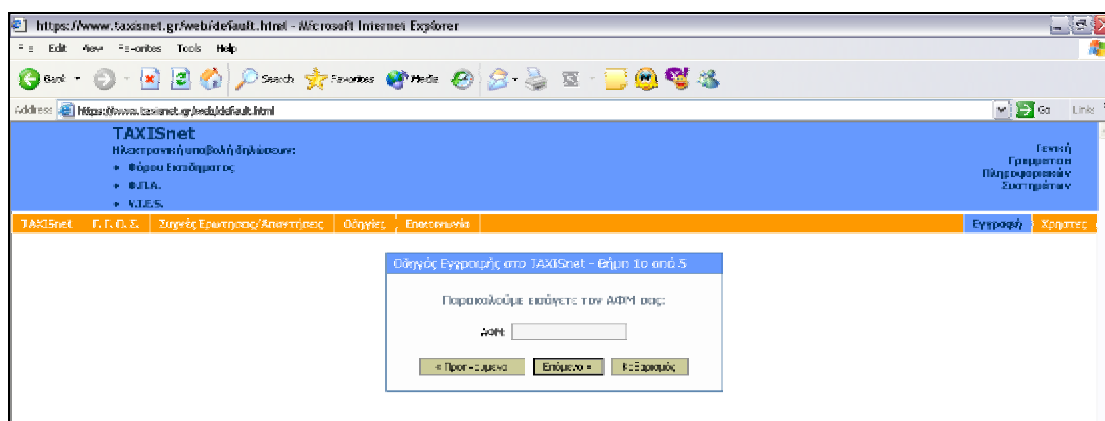 https://www.taxisnet.gr/web/default.html - Microsoft Internet Explorer
File Edit View Favorites Tools Help
Back Search Favorites Media
Address https://www.taxisnet.gr/web/default.html Go Links
TAXISnet
Ηλεκτρονική υποβολή δηλώσεων:
Φόρου Εισοδήματος
Φ.Π.Α.
V.I.E.S.
Γενική
Γραμματεία
Πληροφοριακών
Συστημάτων
TAXISnet Γ.Γ.Π.Σ. Συχνές Ερωτήσεις/Απαντήσεις Οδηγίες Επικοινωνία Εγγραφή Χρήστες
Οδηγός Εγγραφής στο TAXISnet - Βήμα 1ο από 5
Παρακαλούμε εισάγετε τον ΑΦΜ σας:
ΑΦΜ:
« Προηγούμενο Επόμενο » Καθαρισμός